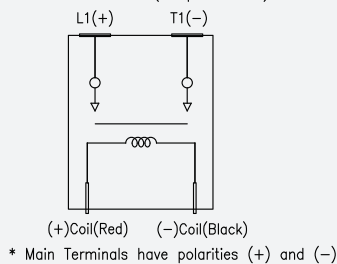 L1(+) T1(-)
(+)Coil(Red) (-)Coil(Black)
* Main Terminals have polarities (+) and (-)